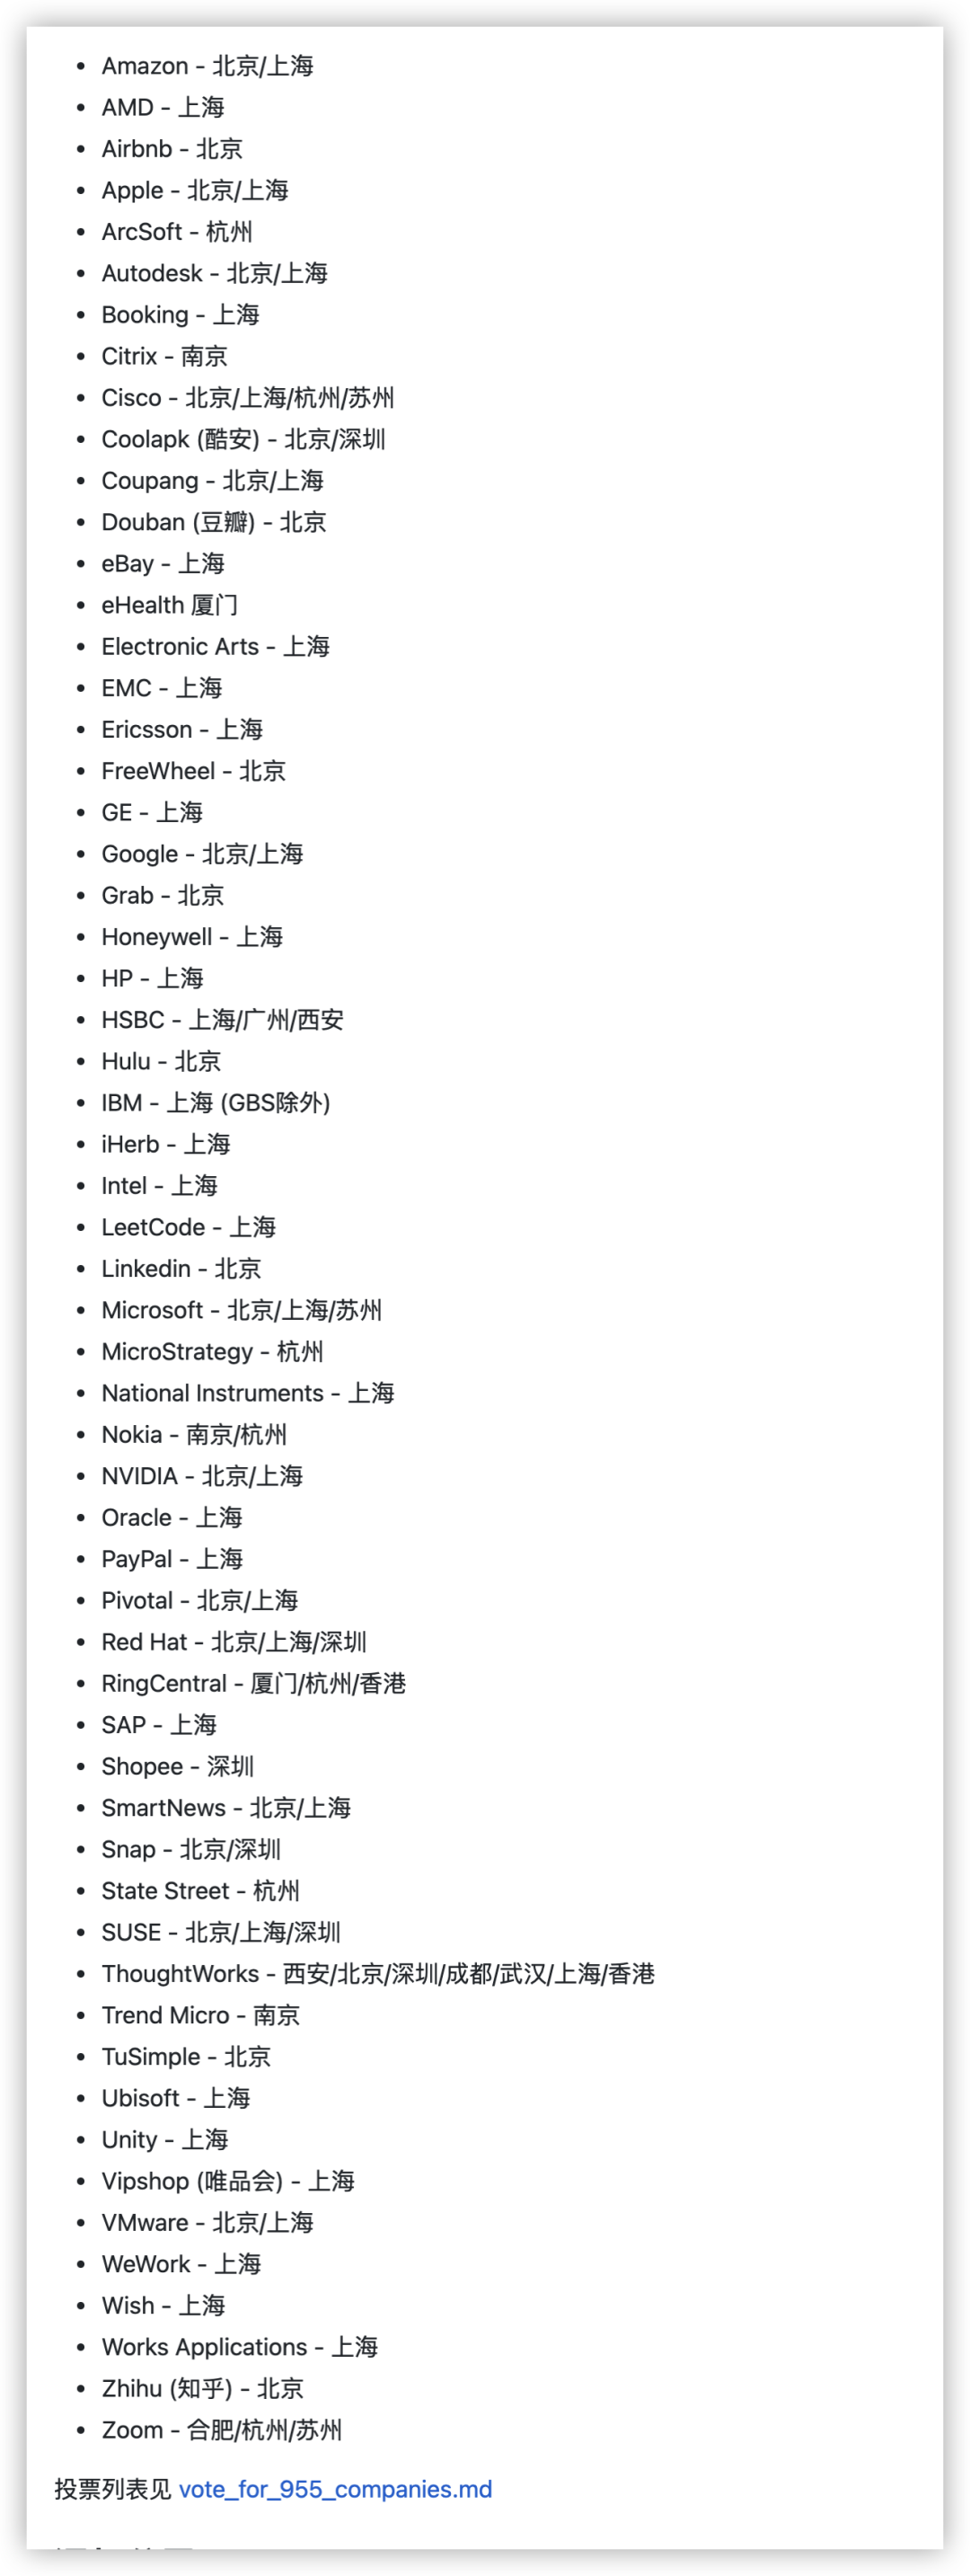 • Amazon - 北京/上海
• AMD - 上海
• Airbnb - 北京
• Apple - 北京/上海
• ArcSoft - 杭州
• Autodesk - 北京/上海
• Booking - 上海
• Citrix - 南京
• Cisco - 北京/上海/杭州/苏州
• Coolapk (酷安) - 北京/深圳
• Coupang - 北京/上海
• Douban (豆瓣) - 北京
• eBay - 上海
• eHealth 厦门
• Electronic Arts - 上海
• EMC - 上海
• Ericsson - 上海
• FreeWheel - 北京
• GE - 上海
• Google - 北京/上海
• Grab - 北京
• Honeywell - 上海
• HP - 上海
• HSBC - 上海/广州/西安
• Hulu - 北京
• IBM - 上海 (GBS除外)
• iHerb - 上海
• Intel - 上海
• LeetCode - 上海
• Linkedin - 北京
• Microsoft - 北京/上海/苏州
• MicroStrategy - 杭州
• National Instruments - 上海
• Nokia - 南京/杭州
• NVIDIA - 北京/上海
• Oracle - 上海
• PayPal - 上海
• Pivotal - 北京/上海
• Red Hat - 北京/上海/深圳
• RingCentral - 厦门/杭州/香港
• SAP - 上海
• Shopee - 深圳
• SmartNews - 北京/上海
• Snap - 北京/深圳
• State Street - 杭州
• SUSE - 北京/上海/深圳
• ThoughtWorks - 西安/北京/深圳/成都/武汉/上海/香港
• Trend Micro - 南京
• TuSimple - 北京
• Ubisoft - 上海
• Unity - 上海
• Vipshop (唯品会) - 上海
• VMware - 北京/上海
• WeWork - 上海
• Wish - 上海
• Works Applications - 上海
• Zhihu (知乎) - 北京
• Zoom - 合肥/杭州/苏州
投票列表见 vote_for_955_companies.md